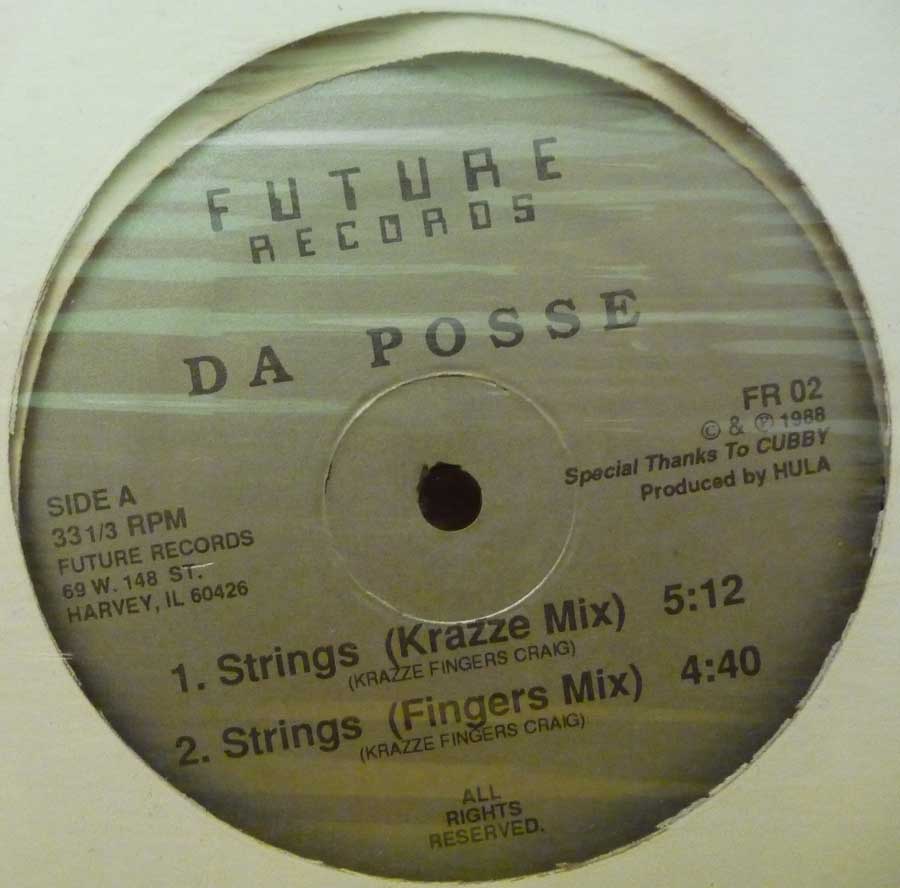 FUTURE
RECORDS
DA POSSE
FR 02
© & ℗ 1988
Special Thanks To CUBBY
Produced by HULA
SIDE A
33 1/3 RPM
FUTURE RECORDS
69 W. 148 ST.
HARVEY, IL 60426
1. Strings (Krazze Mix) 5:12
(KRAZZE FINGERS CRAIG)
2. Strings (Fingers Mix) 4:40
(KRAZZE FINGERS CRAIG)
ALL
RIGHTS
RESERVED.